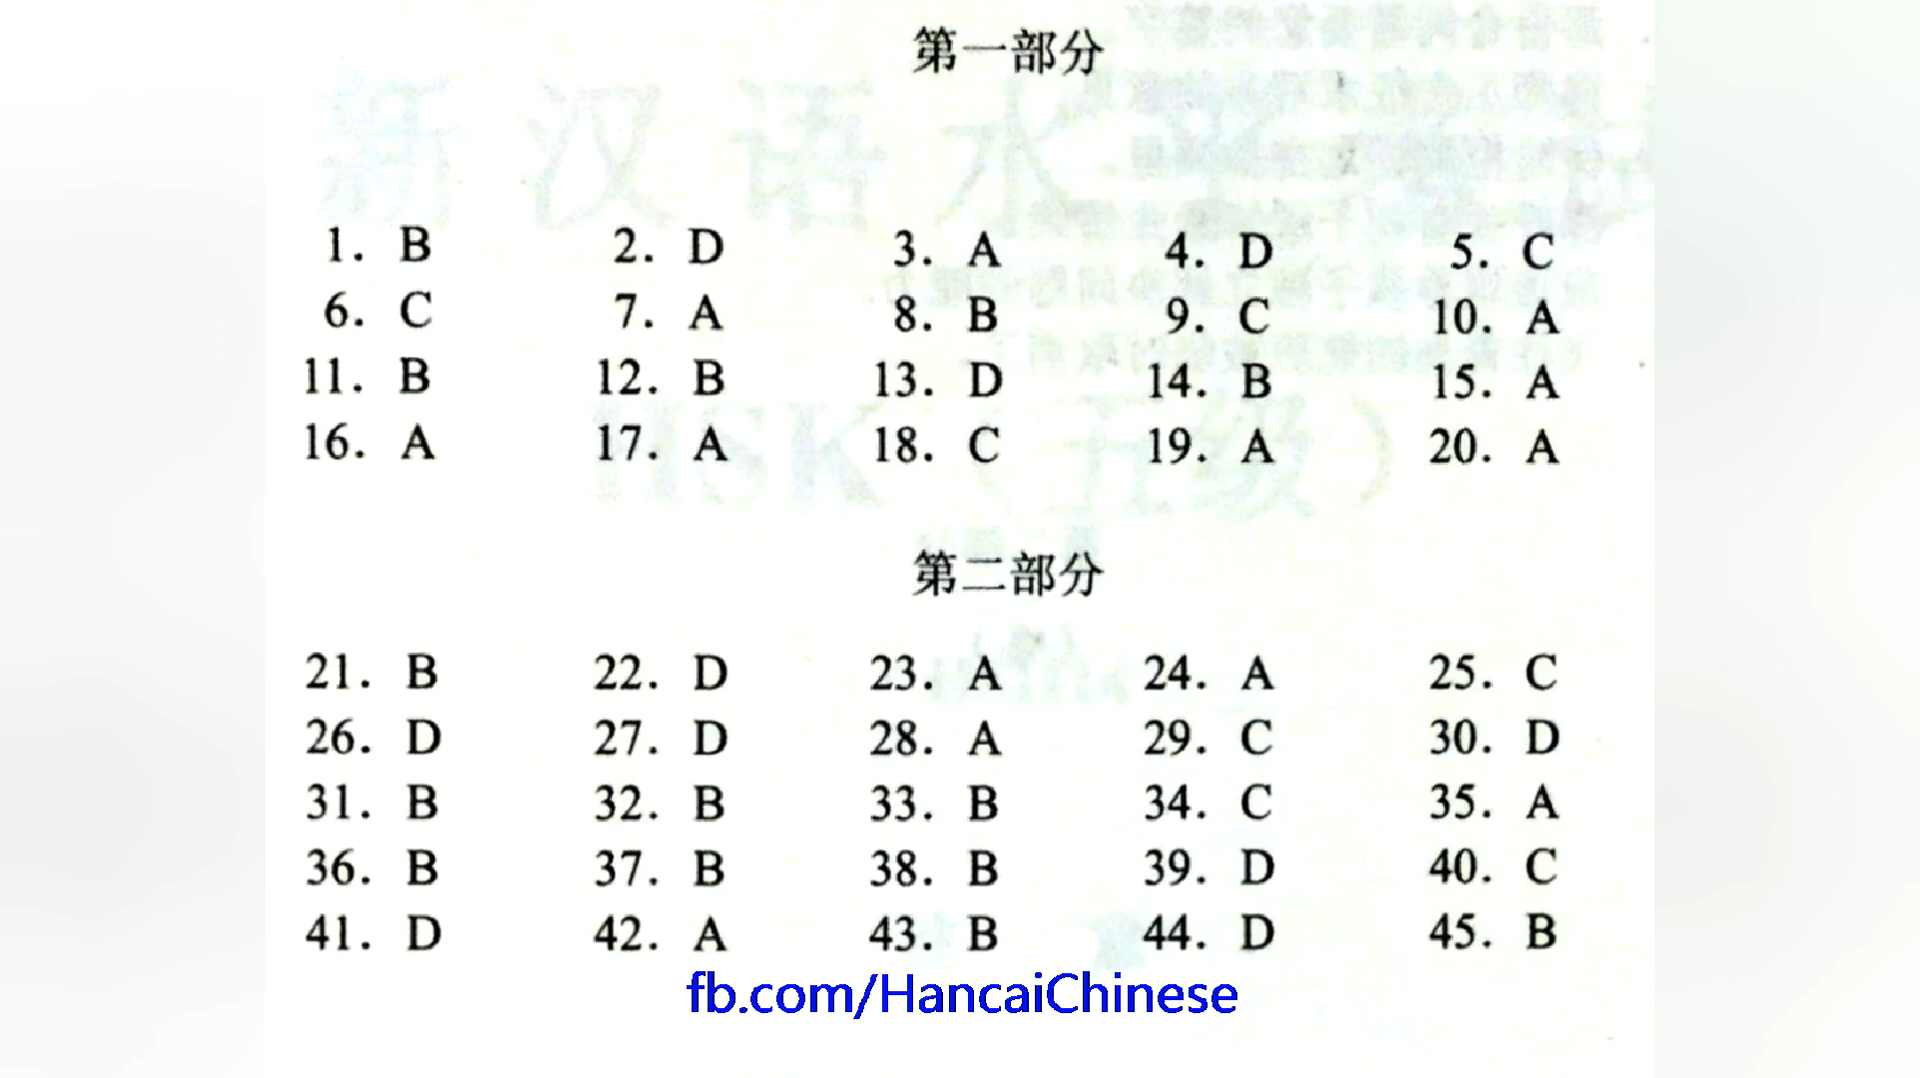 第一部分
1. B 2. D 3. A 4. D 5. C
6. C 7. A 8. B 9. C 10. A
11. B 12. B 13. D 14. B 15. A
16. A 17. A 18. C 19. A 20. A
第二部分
21. B 22. D 23. A 24. A 25. C
26. D 27. D 28. A 29. C 30. D
31. B 32. B 33. B 34. C 35. A
36. B 37. B 38. B 39. D 40. C
41. D 42. A 43. B 44. D 45. B
fb.com/HancaiChinese